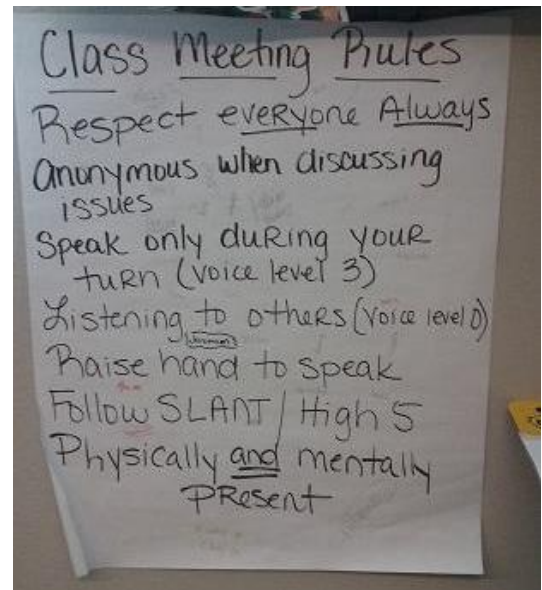 Class Meeting Rules
Respect everyone Always
Anonymous when discussing
issues
Speak only during your
turn (voice level 3)
Listening to others (voice level 0)
Raise hand to speak
Follow SLANT / High 5
Physically and mentally
present